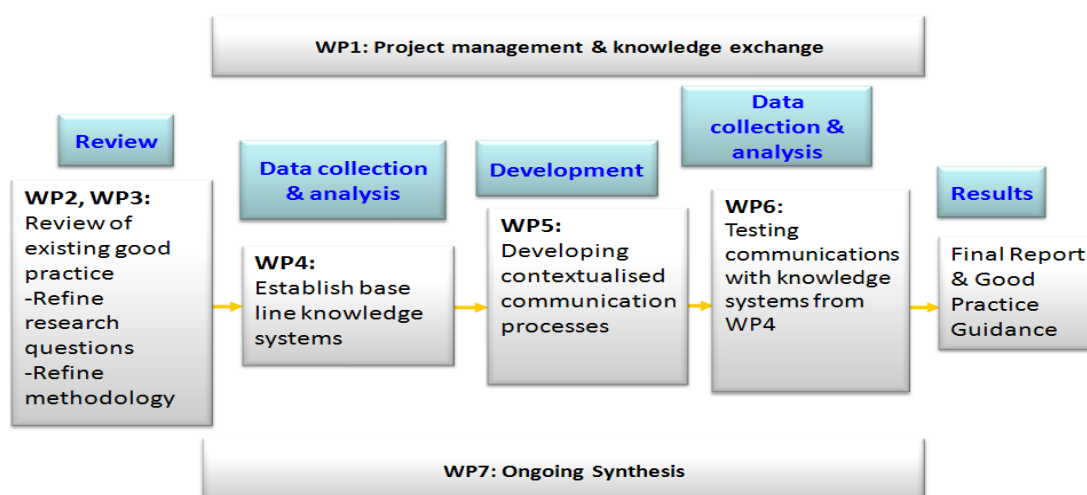 WP1: Project management & knowledge exchange
Review
WP2, WP3:
Review of
existing good
practice
-Refine
research
questions
-Refine
methodology
Data collection
& analysis
WP4:
Establish base
line knowledge
systems
Development
WP5:
Developing
contextualised
communication
processes
Data
collection &
analysis
WP6:
Testing
communications
with knowledge
systems from
WP4
Results
Final Report
& Good
Practice
Guidance
WP7: Ongoing Synthesis